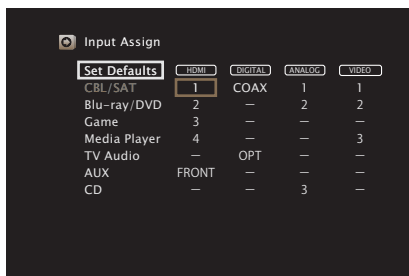 Input Assign
Set Defaults HDMI DIGITAL ANALOG VIDEO
CBL/SAT 1 COAX 1 1
Blu-ray/DVD 2 – 2 2
Game 3 – – –
Media Player 4 – – 3
TV Audio – OPT – –
AUX FRONT – – –
CD – – 3 –